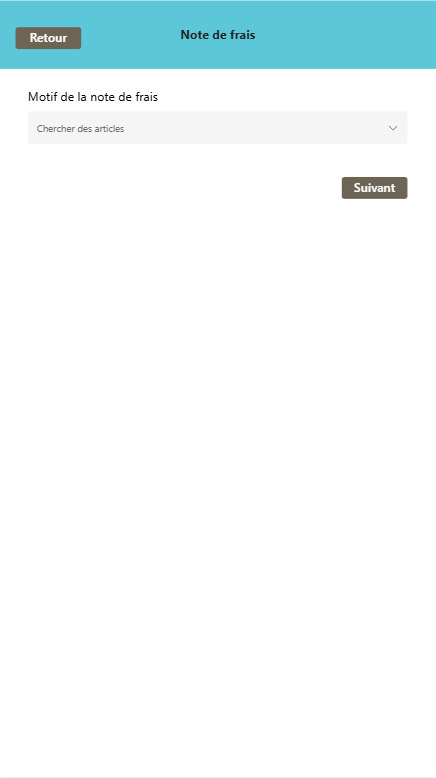 Retour
Note de frais
Motif de la note de frais
Chercher des articles
Suivant